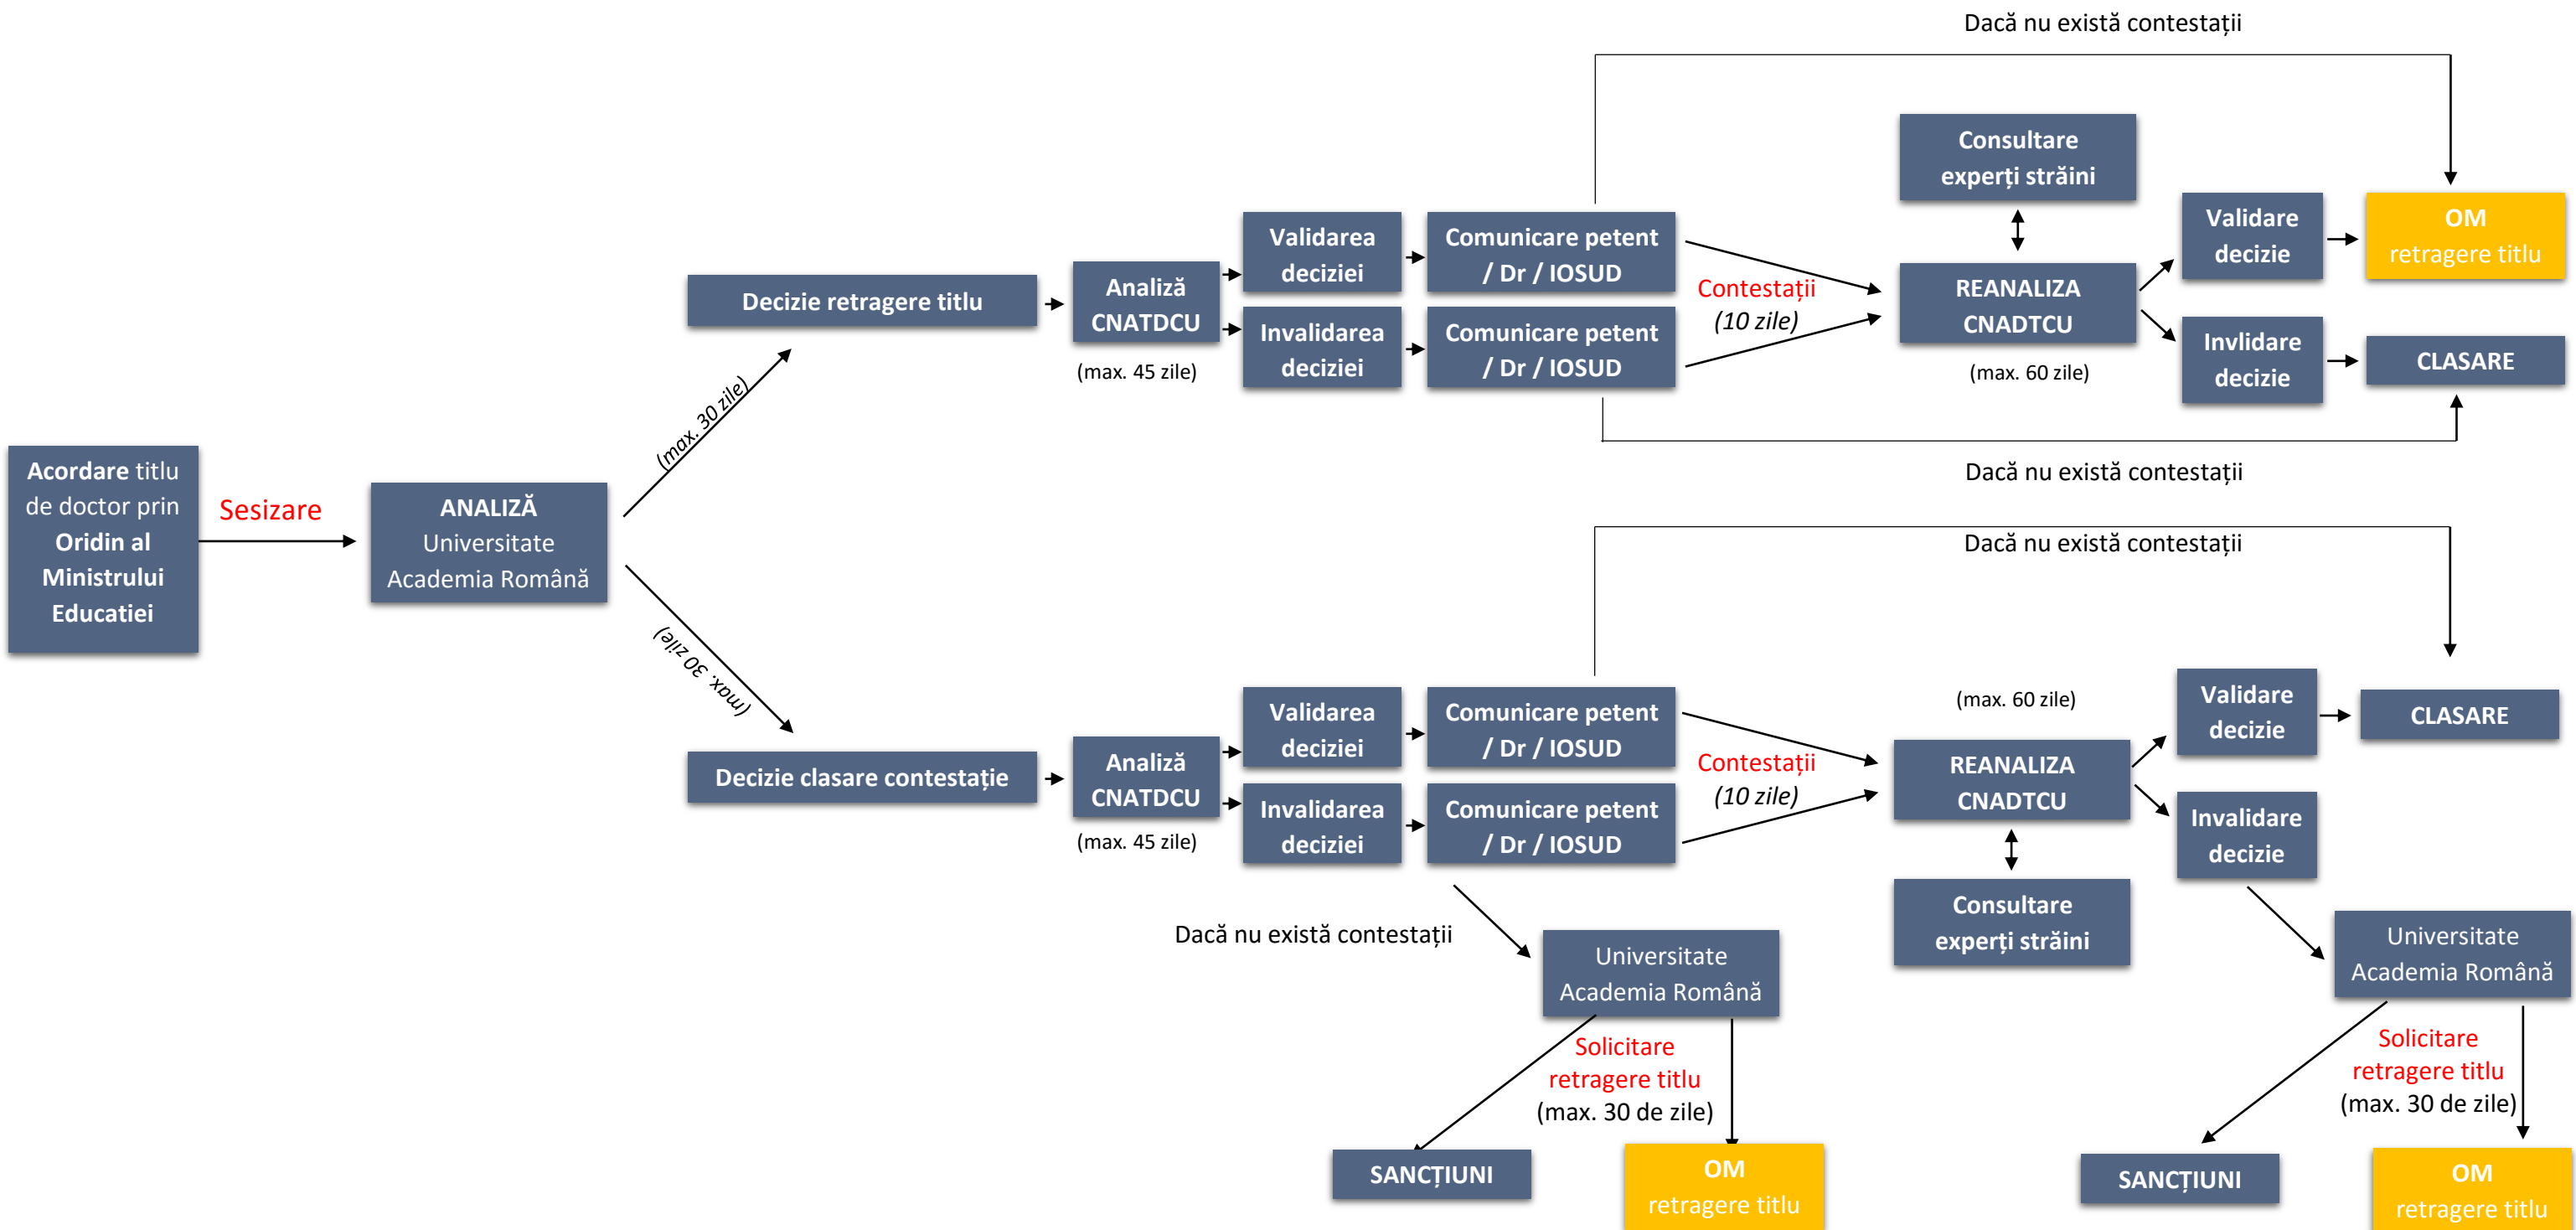 Dacă nu există contestații
Consultare
experți străini
Validarea
deciziei
Comunicare petent
/ Dr / IOSUD
Validare
decizie
OM
retragere titlu
Decizie retragere titlu
Analiză
CNATDCU
(max. 45 zile)
Contestații
(10 zile)
REANALIZA
CNADTCU
(max. 60 zile)
Invalidarea
deciziei
Comunicare petent
/ Dr / IOSUD
Invlidare
decizie
CLASARE
(max. 30 zile)
Dacă nu există contestații
Acordare titlu
de doctor prin
Oridin al
Ministrului
Educatiei
Sesizare
ANALIZĂ
Universitate
Academia Română
Dacă nu există contestații
(max. 30 zile)
Validarea
deciziei
Comunicare petent
/ Dr / IOSUD
(max. 60 zile)
Validare
decizie
CLASARE
Decizie clasare contestație
Analiză
CNATDCU
(max. 45 zile)
Contestații
(10 zile)
REANALIZA
CNADTCU
Invalidarea
deciziei
Comunicare petent
/ Dr / IOSUD
Invalidare
decizie
Consultare
experți străini
Dacă nu există contestații
Universitate
Academia Română
Universitate
Academia Română
Solicitare
retragere titlu
(max. 30 de zile)
Solicitare
retragere titlu
(max. 30 de zile)
SANCȚIUNI
OM
retragere titlu
SANCȚIUNI
OM
retragere titlu